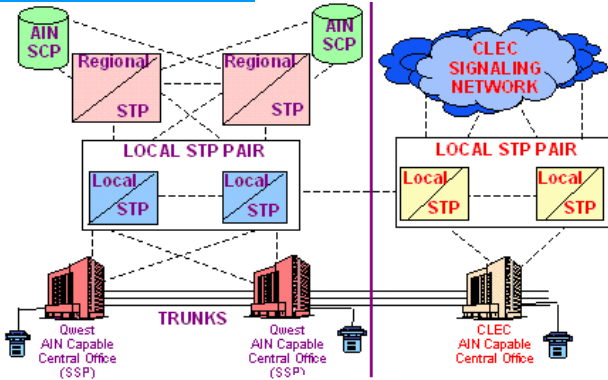 AIN
SCP
AIN
SCP
Regional
STP
Regional
STP
CLEC
SIGNALING
NETWORK
LOCAL STP PAIR
Local
STP
Local
STP
LOCAL STP PAIR
Local
STP
Local
STP
TRUNKS
Qwest
AIN Capable
Central Office
(SSP)
Qwest
AIN Capable
Central Office
(SSP)
CLEC
AIN Capable
Central Office